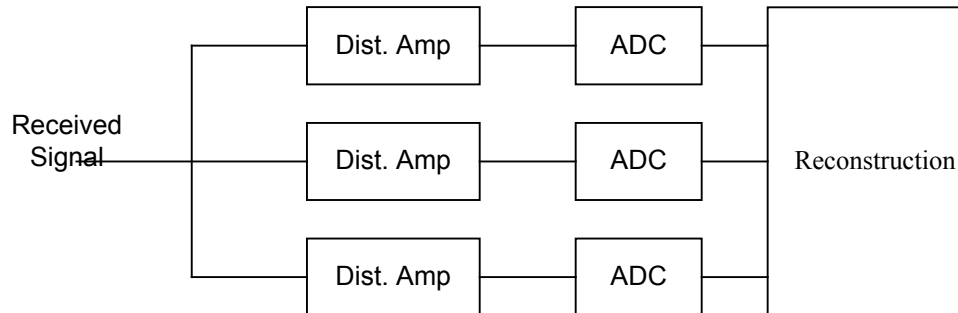 Dist. Amp
ADC
Received
Signal
Dist. Amp
ADC
Reconstruction
Dist. Amp
ADC